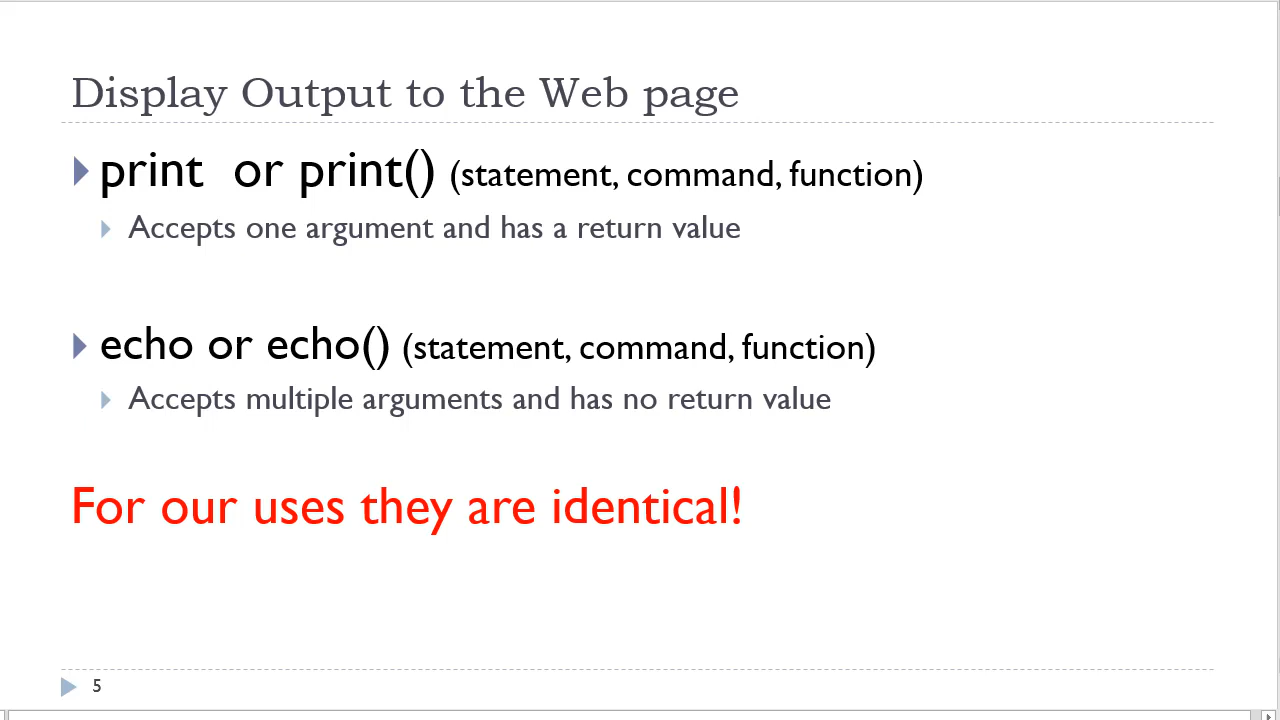 Display Output to the Web page
print or print() (statement, command, function)
Accepts one argument and has a return value
echo or echo() (statement, command, function)
Accepts multiple arguments and has no return value
For our uses they are identical!
5